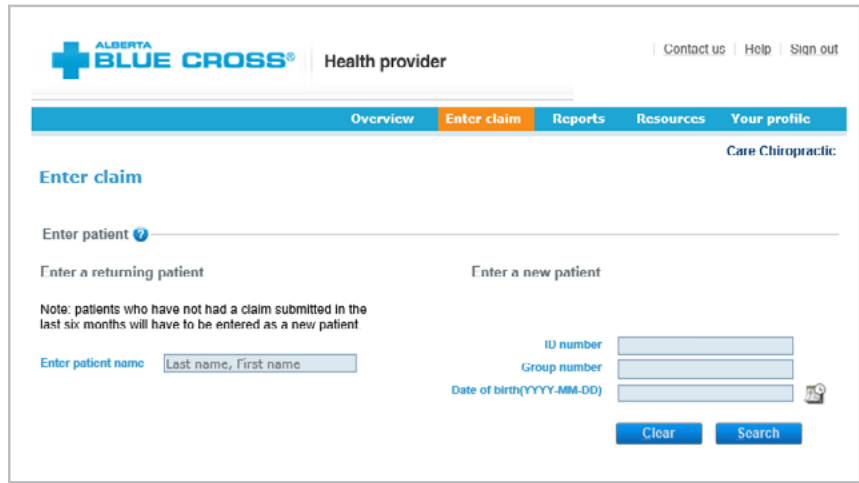 ALBERTA
BLUE CROSS®
Health provider
Contact us
Help
Sign out
Overview
Enter claim
Reports
Resources
Your profile
Care Chiropractic
Enter claim
Enter patient ?
Enter a returning patient
Note: patients who have not had a claim submitted in the
last six months will have to be entered as a new patient.
Enter patient name
Last name, First name
Enter a new patient
ID number
Group number
Date of birth(YYYY-MM-DD)
Clear
Search